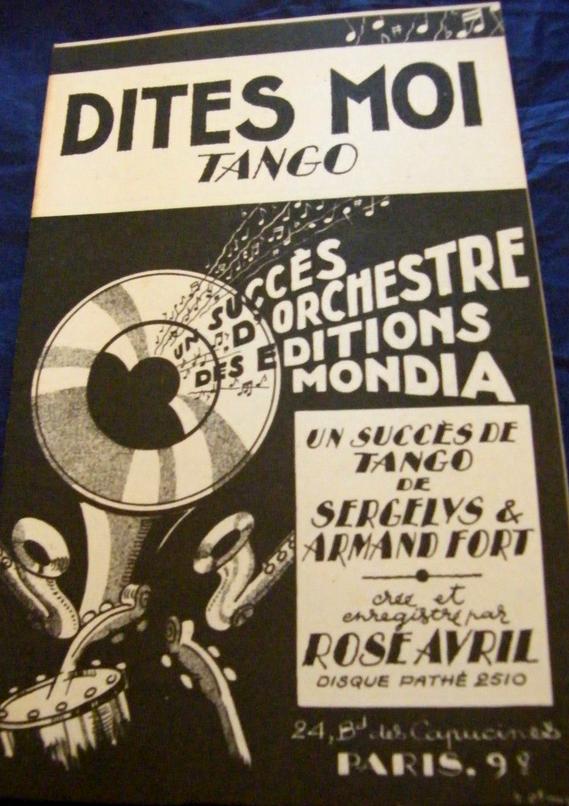 DITES MOI
TANGO
UN SUCCÈS
D'ORCHESTRE
DES EDITIONS
MONDIA
UN SUCCÈS DE
TANGO
DE
SERGELYS &
ARMAND FORT
créé et
enregistré par
ROSE AVRIL
DISQUE PATHÉ 2510
24, Bd des Capucines
PARIS. 9e